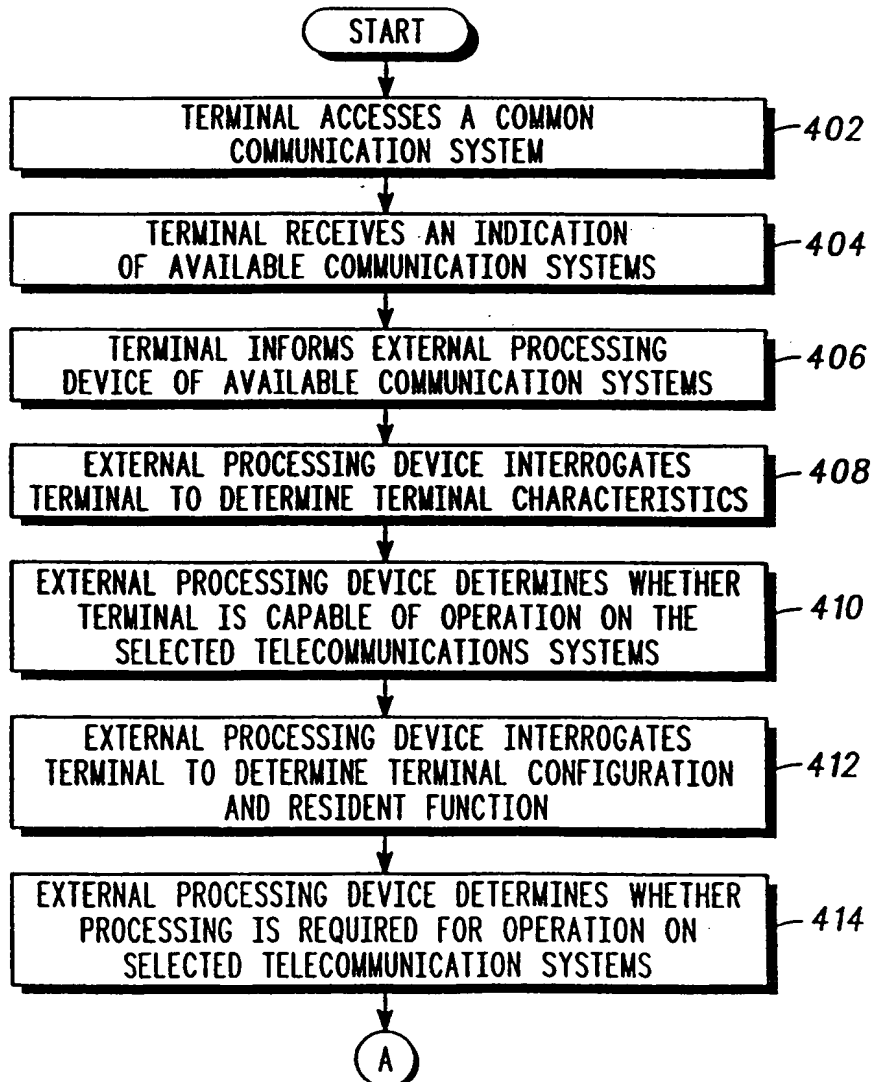 START
TERMINAL ACCESSES A COMMON
COMMUNICATION SYSTEM
402
TERMINAL RECEIVES AN INDICATION
OF AVAILABLE COMMUNICATION SYSTEMS
404
TERMINAL INFORMS EXTERNAL PROCESSING
DEVICE OF AVAILABLE COMMUNICATION SYSTEMS
406
EXTERNAL PROCESSING DEVICE INTERROGATES
TERMINAL TO DETERMINE TERMINAL CHARACTERISTICS
408
EXTERNAL PROCESSING DEVICE DETERMINES WHETHER
TERMINAL IS CAPABLE OF OPERATION ON THE
SELECTED TELECOMMUNICATIONS SYSTEMS
410
EXTERNAL PROCESSING DEVICE INTERROGATES
TERMINAL TO DETERMINE TERMINAL CONFIGURATION
AND RESIDENT FUNCTION
412
EXTERNAL PROCESSING DEVICE DETERMINES WHETHER
PROCESSING IS REQUIRED FOR OPERATION ON
SELECTED TELECOMMUNICATION SYSTEMS
414
A